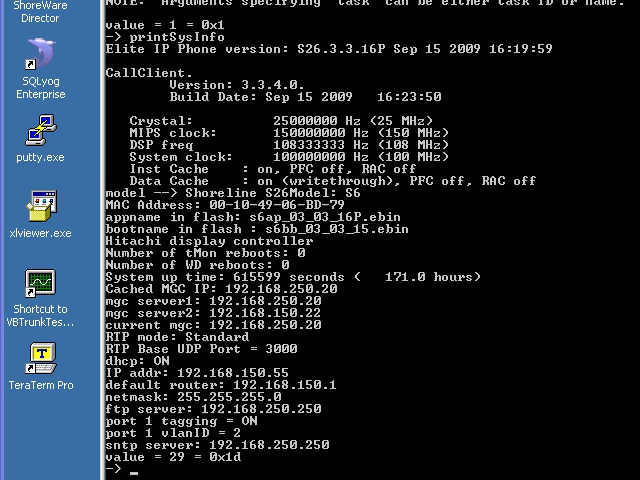 ShoreWare
Director
SQLyog
Enterprise
putty.exe
xlviewer.exe
Shortcut to
VBTrunkTes...
TeraTerm Pro
NOTE: Arguments specifying 'task' can be either task ID or name.
value = 1 = 0x1
-> printSysInfo
Elite IP Phone version: S26.3.3.16P Sep 15 2009 16:19:59
CallClient.
Version: 3.3.4.0.
Build Date: Sep 15 2009   16:23:50
Crystal:          25000000 Hz (25 MHz)
MIPS clock:       150000000 Hz (150 MHz)
DSP freq          108333333 Hz (108 MHz)
System clock:     100000000 Hz (100 MHz)
Inst Cache    : on, PFC off, RAC off
Data Cache    : on (writethrough), PFC off, RAC off
model --> Shoreline S26Model: S6
MAC Address: 00-10-49-06-BD-79
appname in flash: s6ap_03_03_16P.ebin
bootname in flash : s6bb_03_03_15.ebin
Hitachi display controller
Number of tMon reboots: 0
Number of WD reboots: 0
System up time: 615599 seconds (   171.0 hours)
Cached MGC IP: 192.168.250.20
mgc server1: 192.168.250.20
mgc server2: 192.168.150.22
current mgc: 192.168.250.20
RTP mode: Standard
RTP Base UDP Port = 3000
dhcp: ON
IP addr: 192.168.150.55
default router: 192.168.150.1
netmask: 255.255.255.0
ftp server: 192.168.250.250
port 1 tagging = ON
port 1 vlanID = 2
sntp server: 192.168.250.250
value = 29 = 0x1d
-> _